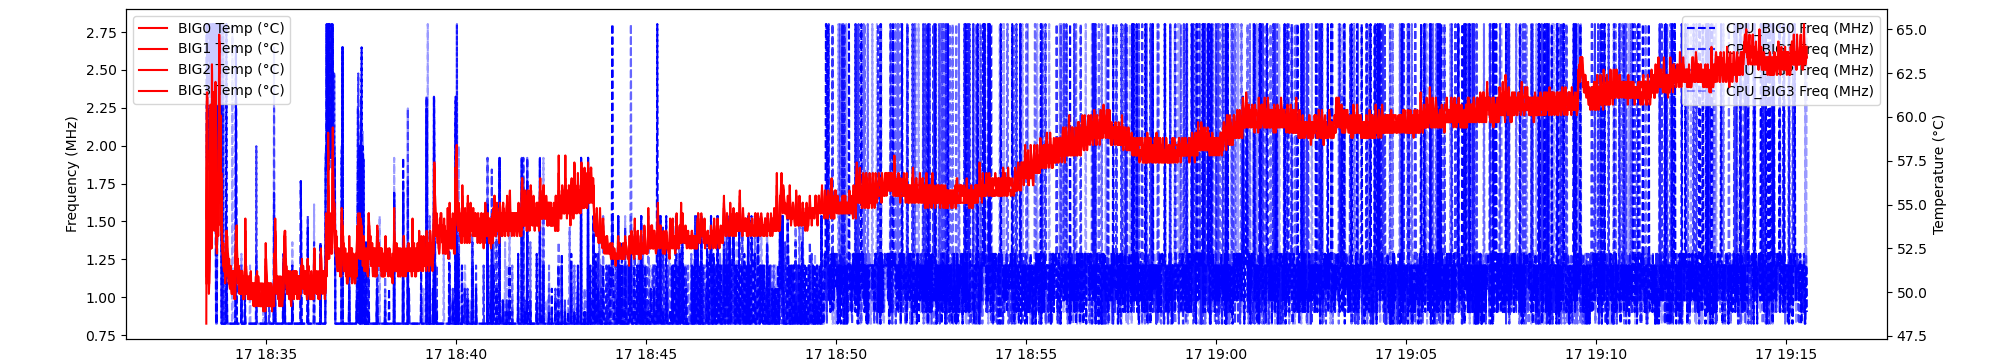 BIG0 Temp (°C)
BIG1 Temp (°C)
BIG2 Temp (°C)
BIG3 Temp (°C)
CPU_BIG0 Freq (MHz)
CPU_BIG1 Freq (MHz)
CPU_BIG2 Freq (MHz)
CPU_BIG3 Freq (MHz)
Frequency (MHz)
2.75
2.50
2.25
2.00
1.75
1.50
1.25
1.00
0.75
Temperature (°C)
65.0
62.5
60.0
57.5
55.0
52.5
50.0
47.5
17 18:35
17 18:40
17 18:45
17 18:50
17 18:55
17 19:00
17 19:05
17 19:10
17 19:15